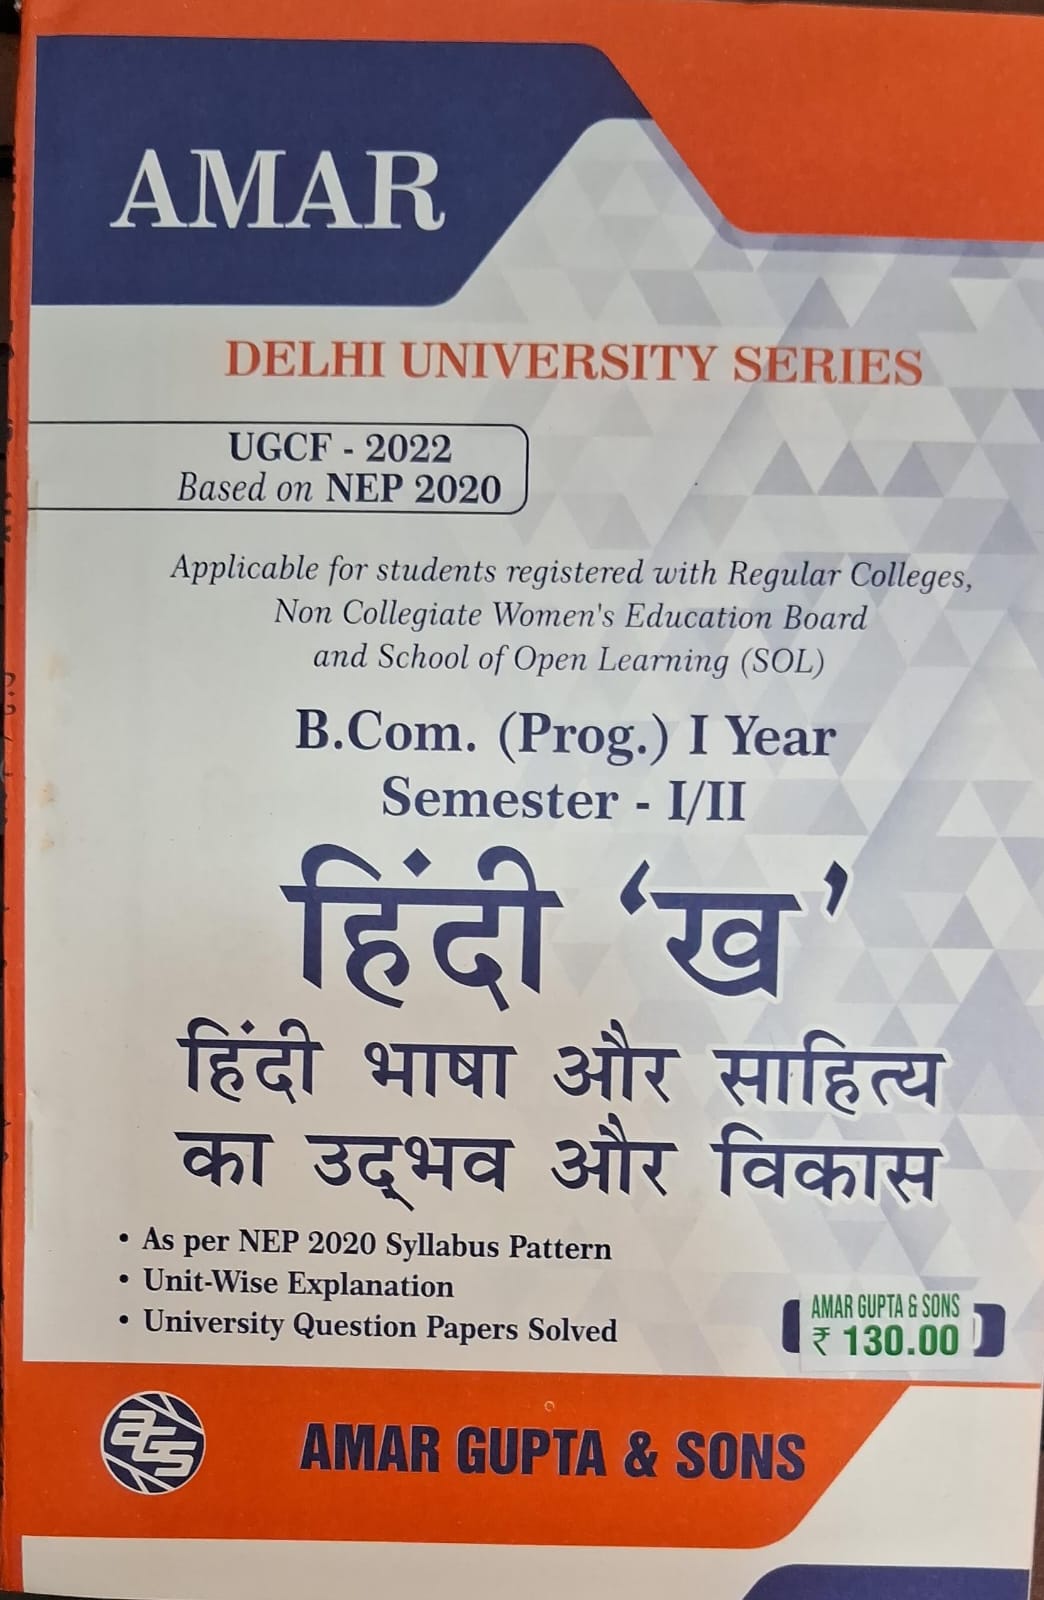 AMAR
DELHI UNIVERSITY SERIES
UGCF - 2022
Based on NEP 2020
Applicable for students registered with Regular Colleges,
Non Collegiate Women's Education Board
and School of Open Learning (SOL)
B.Com. (Prog.) I Year
Semester - I/II
हिंदी ‘ख’
हिंदी भाषा और साहित्य
का उद्‌भव और विकास
• As per NEP 2020 Syllabus Pattern
• Unit-Wise Explanation
• University Question Papers Solved
AMAR GUPTA & SONS
₹ 130.00
AGS
AMAR GUPTA & SONS